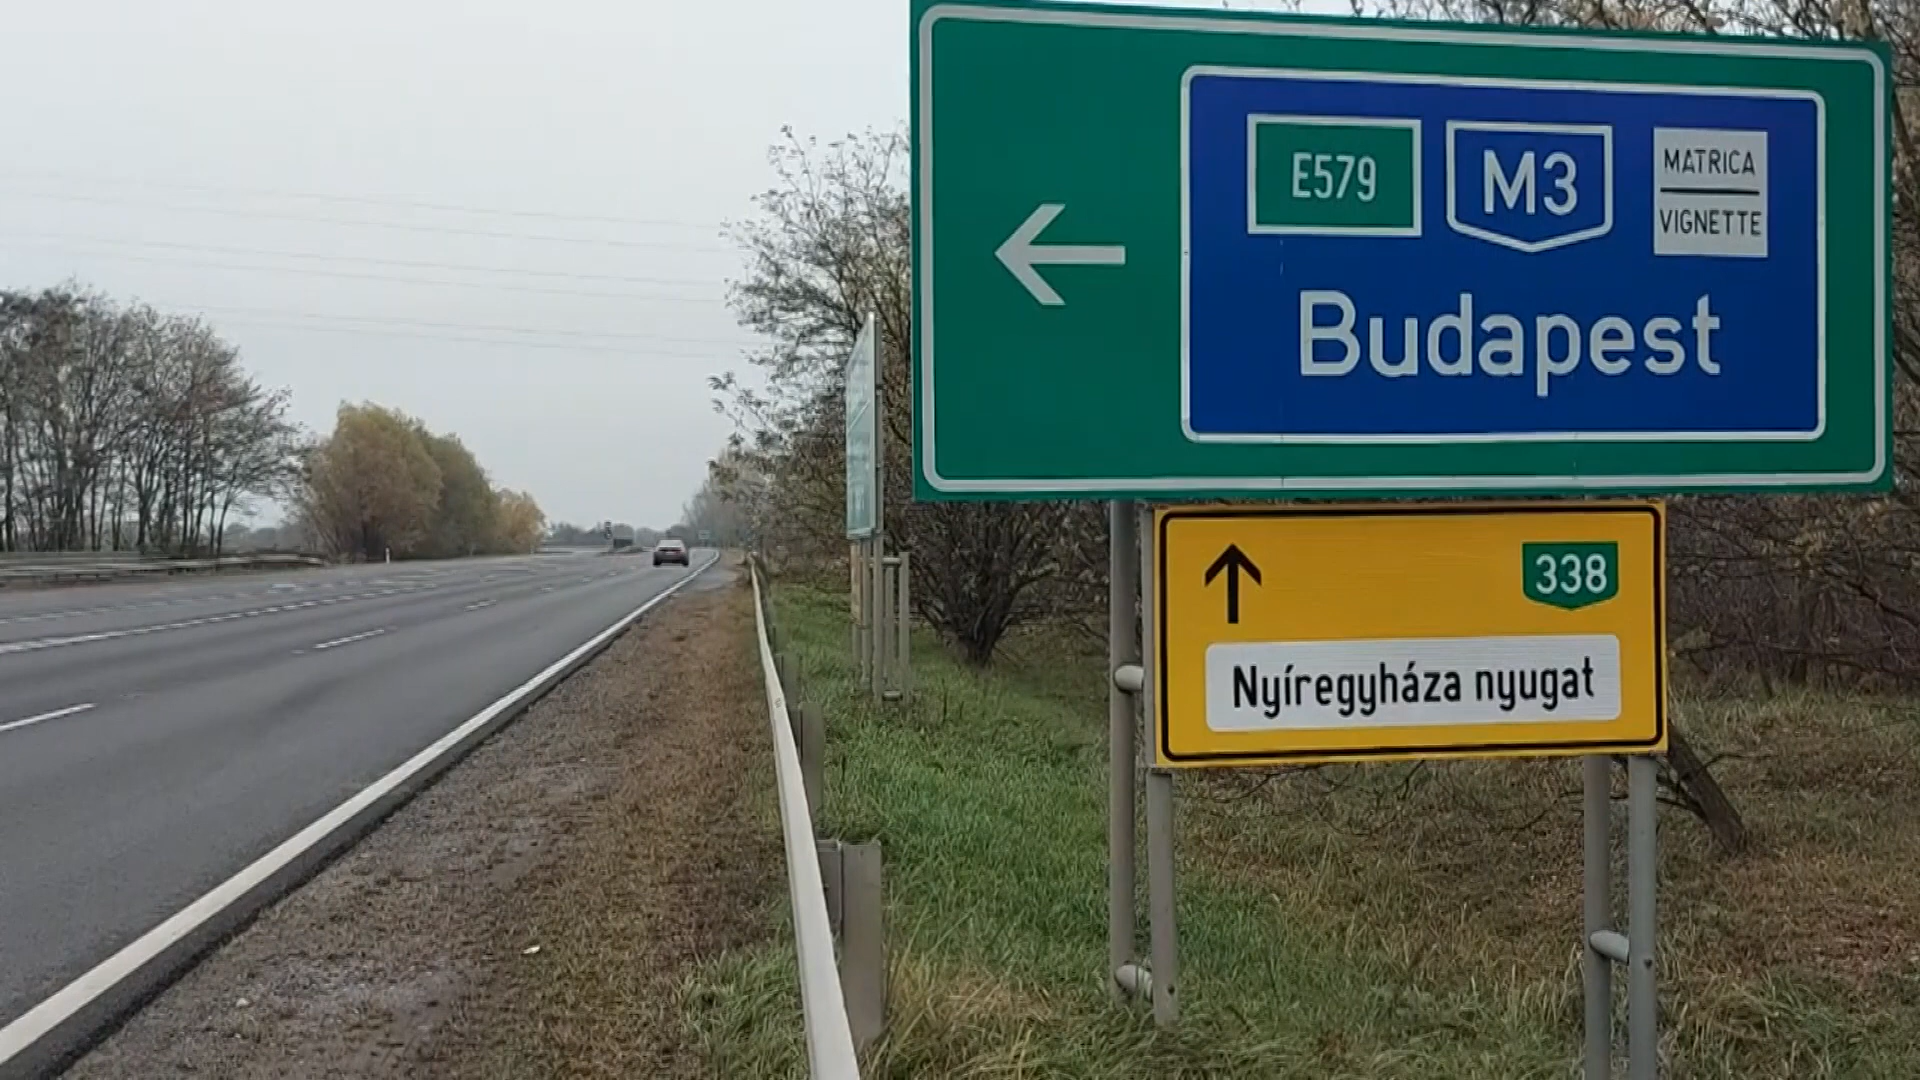 E579 M3 MATRICA
VIGNETTE
Budapest
338
Nyíregyháza nyugat